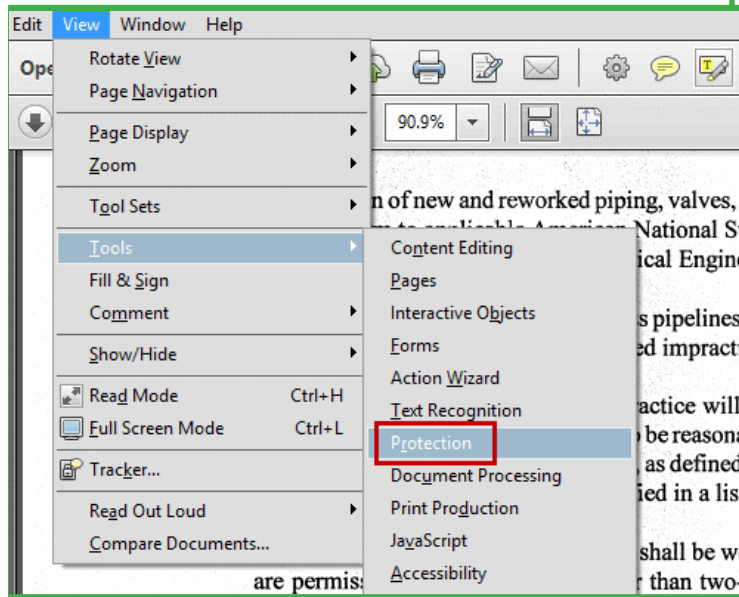 Edit View Window Help
Ope
Rotate View
Page Navigation
90.9%
Page Display
Zoom
Tool Sets
n of new and reworked piping, valves,
National S
Tools
Content Editing
ical Engin
Fill & Sign
Pages
Comment
Interactive Objects
s pipelines
Show/Hide
Forms
ed impract
Read Mode Ctrl+H
Action Wizard
Full Screen Mode Ctrl+L
Text Recognition
actice will
Protection
be reasona
Tracker...
Document Processing
, as defined
Read Out Loud
Print Production
ied in a lis
Compare Documents...
JavaScript
shall be w
are permiss
Accessibility
r than two-